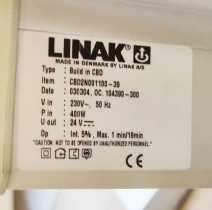 LINAK®
MADE IN DENMARK BY LINAK A/S
Type : Build in CBD
Item : CBD2N001100-39
Date : 030304, OC. 104390-300
V in : 230V~, 50 Hz
P in : 400W
U out : 24 V
Op : Int. 5%, Max. 1 min/19min
"CAUTION: NOT TO BE OPENED BY UNAUTHORIZED PERSONNEL"